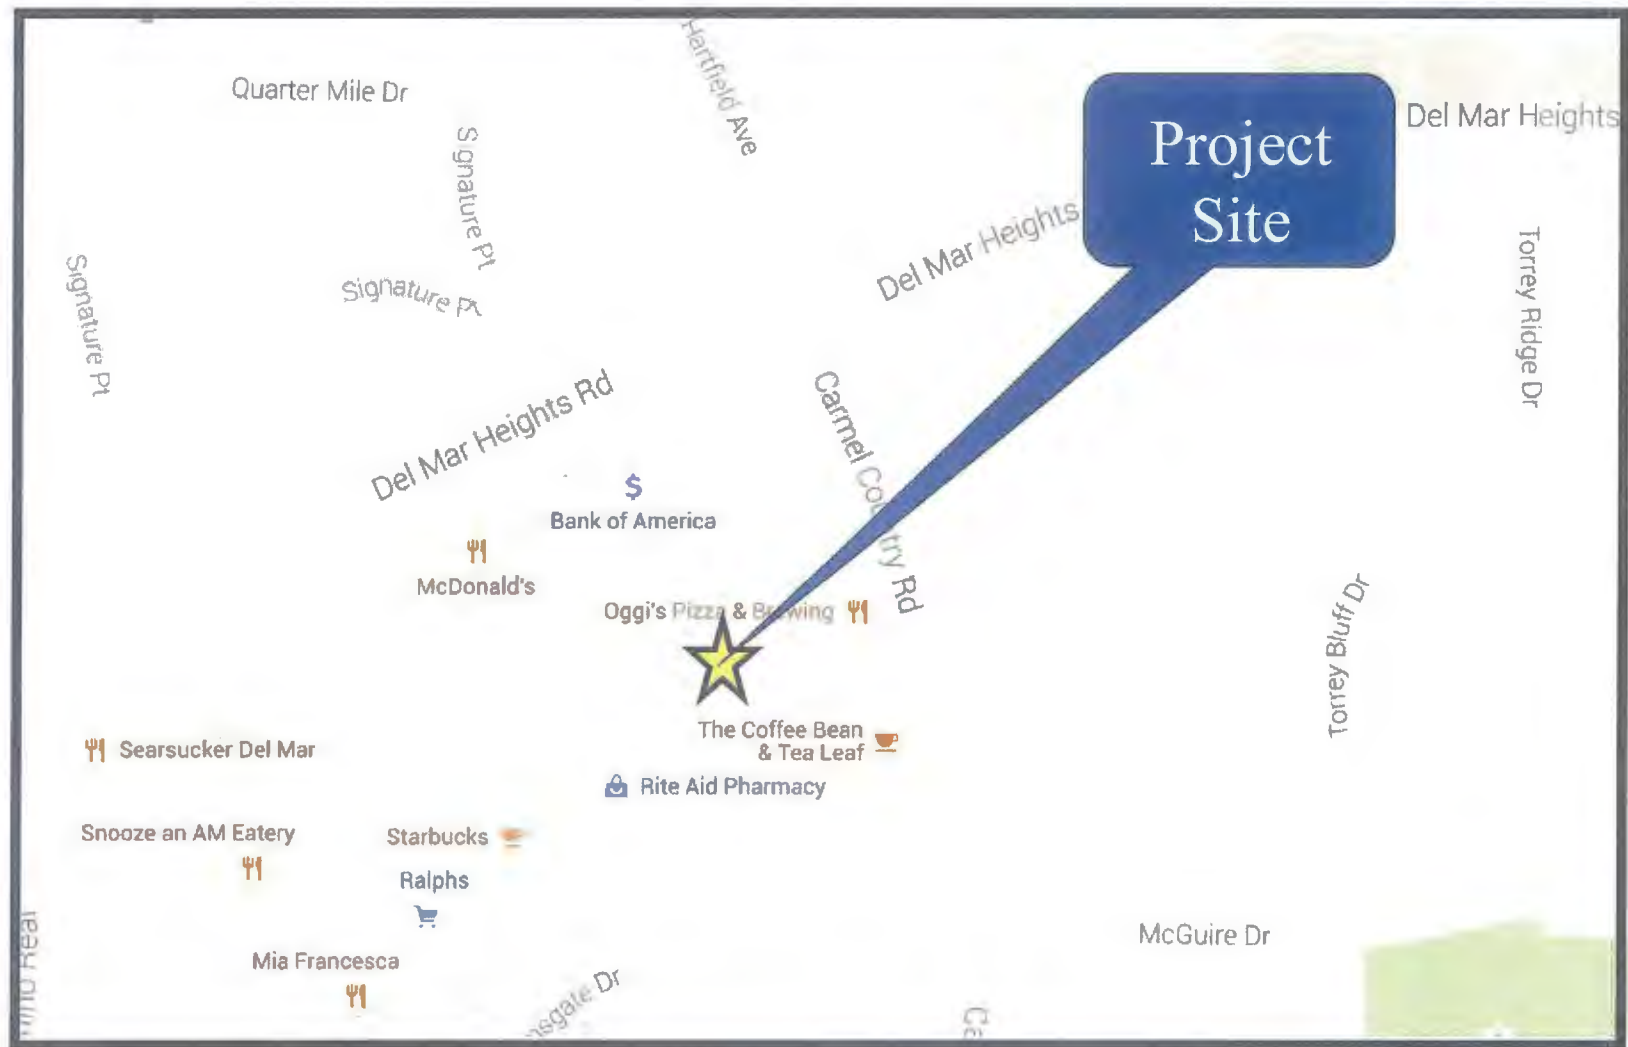 Quarter Mile Dr
Hartfield Ave
Project
Site
Del Mar Heights
Signature Pt
Signature Pt
Signature Pt
Del Mar Heights
Torrey Ridge Dr
Del Mar Heights Rd
Carmel Country Rd
$
Bank of America
McDonald's
Oggi's Pizza & Brewing
Torrey Bluff Dr
The Coffee Bean
& Tea Leaf
Searsucker Del Mar
Rite Aid Pharmacy
Snooze an AM Eatery
Starbucks
Ralphs
McGuire Dr
Mia Francesca
Real
Dr